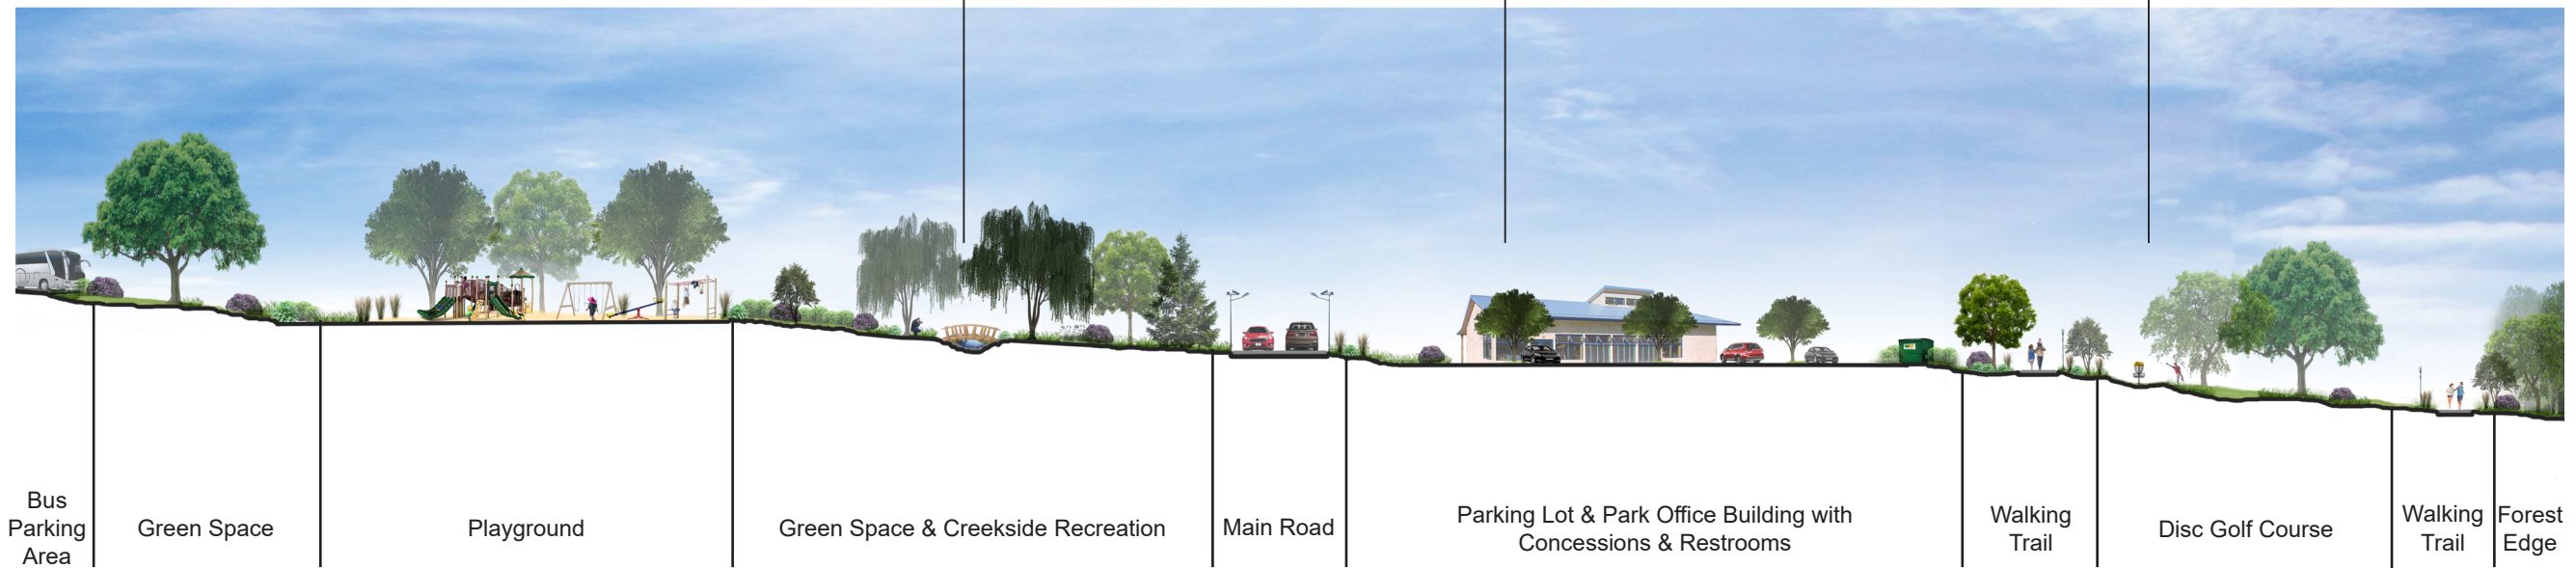 Bus
Parking
Area
Green Space
Playground
Green Space & Creekside Recreation
Main Road
Parking Lot & Park Office Building with
Concessions & Restrooms
Walking
Trail
Disc Golf Course
Walking
Trail
Forest
Edge